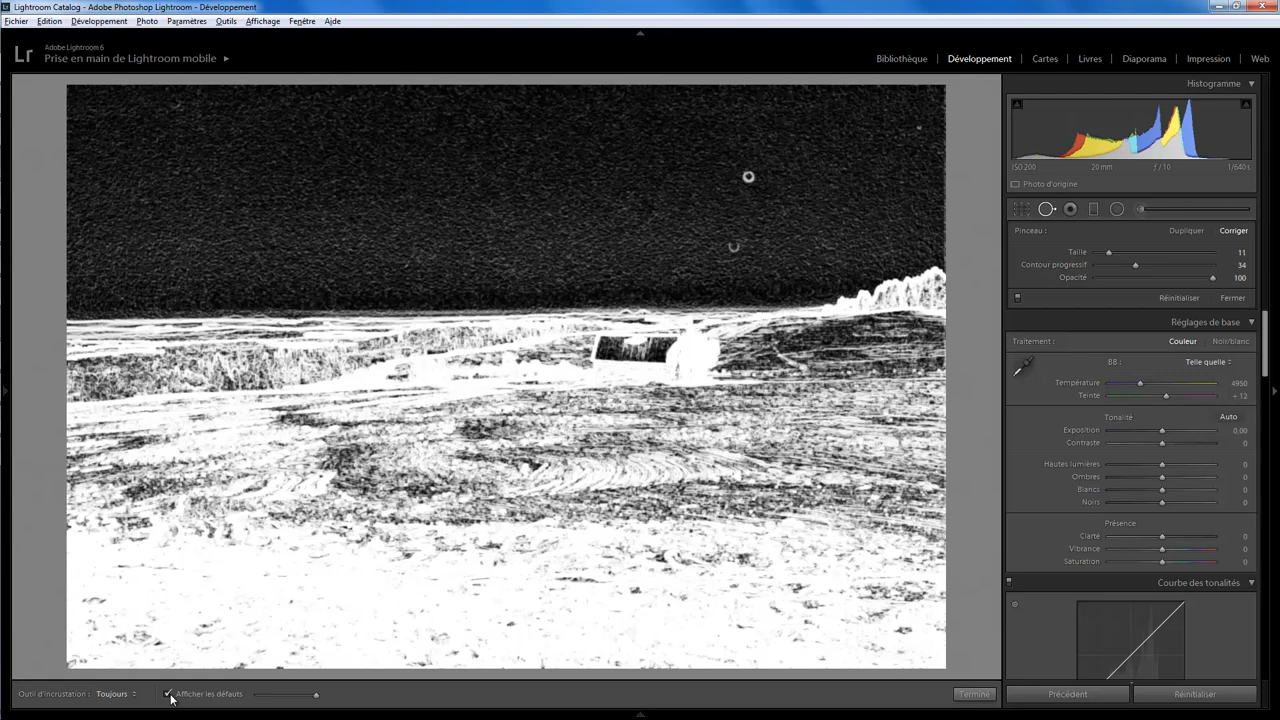 Lightroom Catalog - Adobe Photoshop Lightroom - Développement
Fichier Edition Développement Photo Paramètres Outils Affichage Fenêtre Aide
Lr
Adobe Lightroom 6
Prise en main de Lightroom mobile
Bibliothèque Développement Cartes Livres Diaporama Impression Web
Histogramme
ISO 200 20 mm ƒ / 10 1/640 s
Photo d'origine
Pinceau : Dupliquer Corriger
Taille 11
Contour progressif 34
Opacité 100
Réinitialiser Fermer
Réglages de base
Traitement : Couleur Noir/blanc
BB : Telle quelle
Température 4950
Teinte + 12
Tonalité Auto
Exposition 0,00
Contraste 0
Hautes lumières 0
Ombres 0
Blancs 0
Noirs 0
Présence
Clarté 0
Vibrance 0
Saturation 0
Courbe des tonalités
Outil d'incrustation : Toujours Afficher les défauts Terminé Précédent Réinitialiser